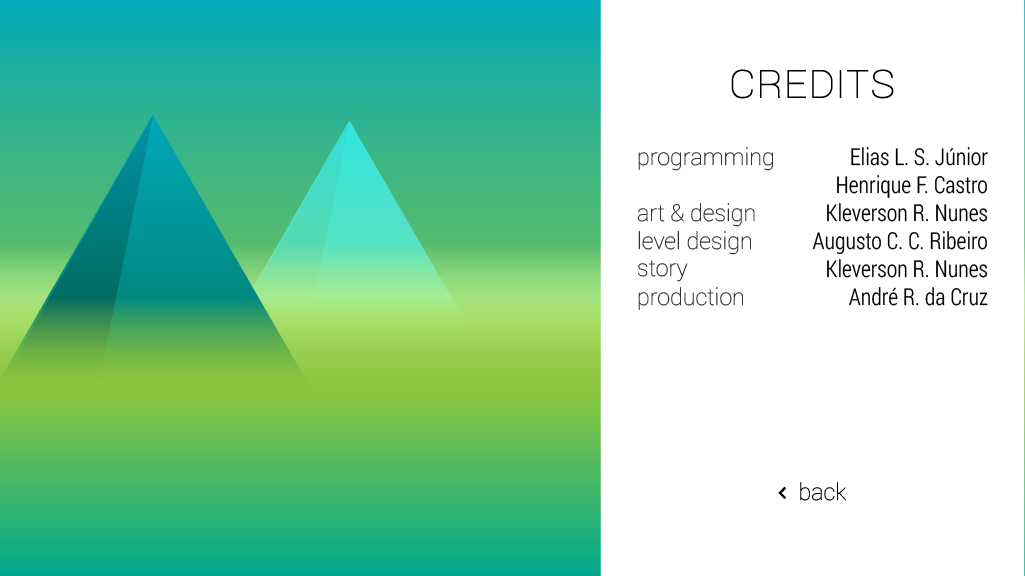 CREDITS
programming Elias L. S. Júnior
Henrique F. Castro
art & design Kleverson R. Nunes
level design Augusto C. C. Ribeiro
story Kleverson R. Nunes
production André R. da Cruz
‹ back